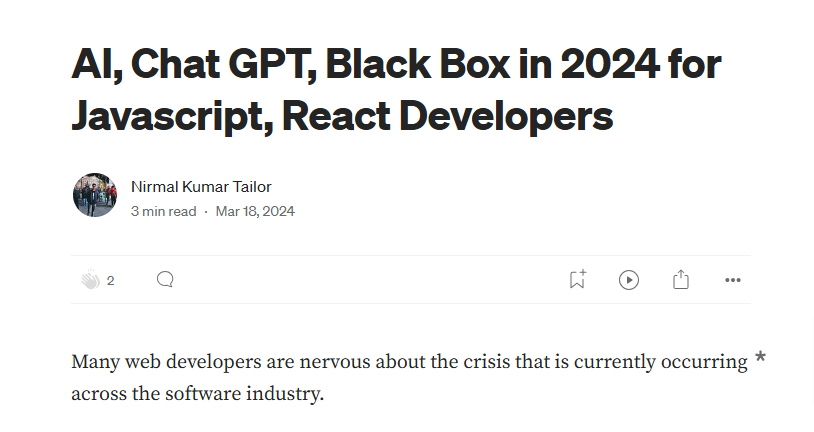 AI, Chat GPT, Black Box in 2024 for
Javascript, React Developers
Nirmal Kumar Tailor
3 min read · Mar 18, 2024
2
Many web developers are nervous about the crisis that is currently occurring *
across the software industry.